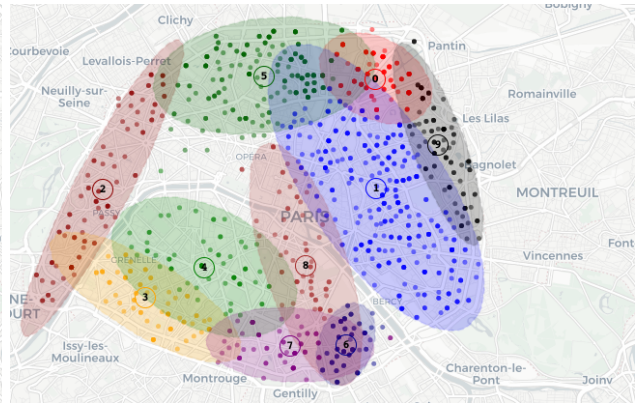 Clichy
Bobigny
Courbevoie
Levallois-Perret
Pantin
Neuilly-sur-
Seine
Romainville
Les Lilas
5
0
9
OPÉRA
Bagnolet
2
1
MONTREUIL
PASSY
PARIS
GRENELLE
4
8
Vincennes
Font
3
BERCY
NE-
OURT
Issy-les-
Moulineaux
7
6
Montrouge
Gentilly
Charenton-le-
Pont
Joinv